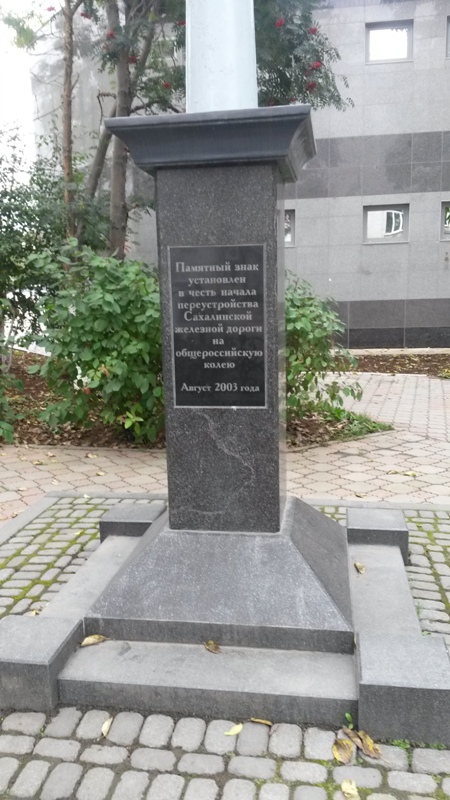 Памятный знак
установлен
в честь начала
переустройства
Сахалинской
железной дороги
на
общероссийскую
колею
Август 2003 года